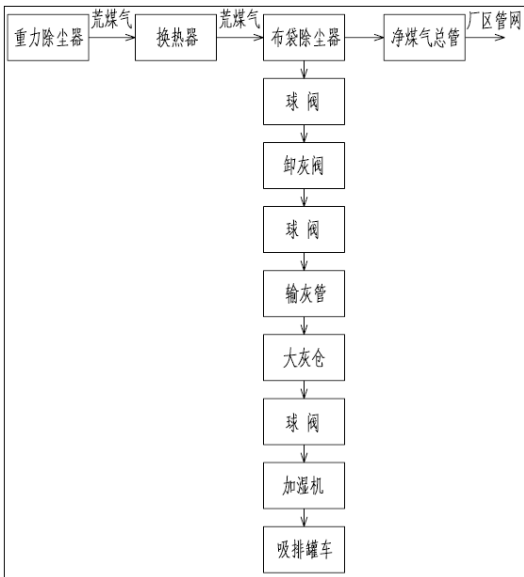 荒煤气
荒煤气
厂区管网
重力除尘器
换热器
布袋除尘器
净煤气总管
球 阀
卸灰阀
球 阀
输灰管
大灰仓
球 阀
加湿机
吸排罐车